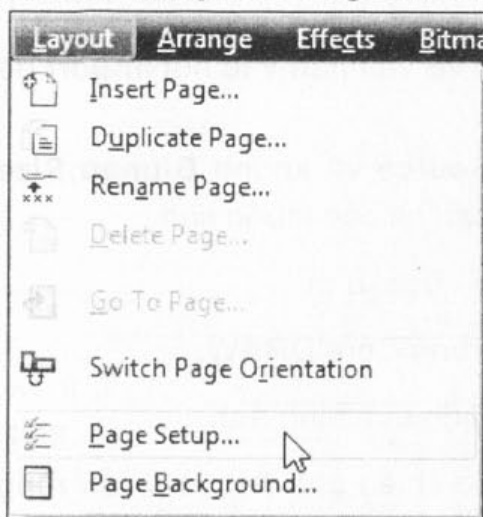 Layout Arrange Effects Bitma
Insert Page...
Duplicate Page...
Rename Page...
Delete Page...
Go To Page...
Switch Page Orientation
Page Setup...
Page Background...